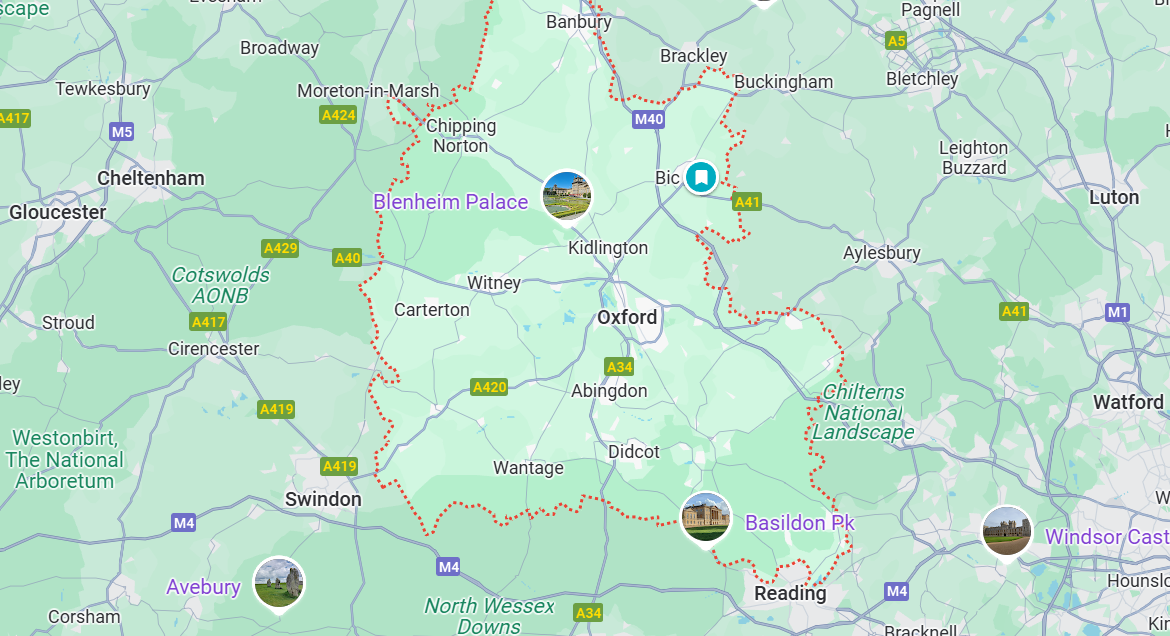 scape
Evesham
Banbury
Pagnell
A5
Broadway
Brackley
Bletchley
Tewkesbury
Moreton-in-Marsh
Buckingham
A417
M5
A424
Chipping
Norton
M40
Leighton
Buzzard
Cheltenham
Bic
Gloucester
Blenheim Palace
A41
Luton
A429
A40
Kidlington
Aylesbury
Cotswolds
AONB
Witney
Carterton
Oxford
A41
M1
Stroud
A417
Cirencester
A34
ley
A420
Abingdon
Chilterns
National
Landscape
Watford
A419
Westonbirt,
The National
Arboretum
Didcot
Wantage
A419
Swindon
W
M4
Basildon Pk
Windsor Cast
M4
Avebury
Reading
M4
Hounslo
Corsham
North Wessex
Downs
A34
Bracknell
Kin